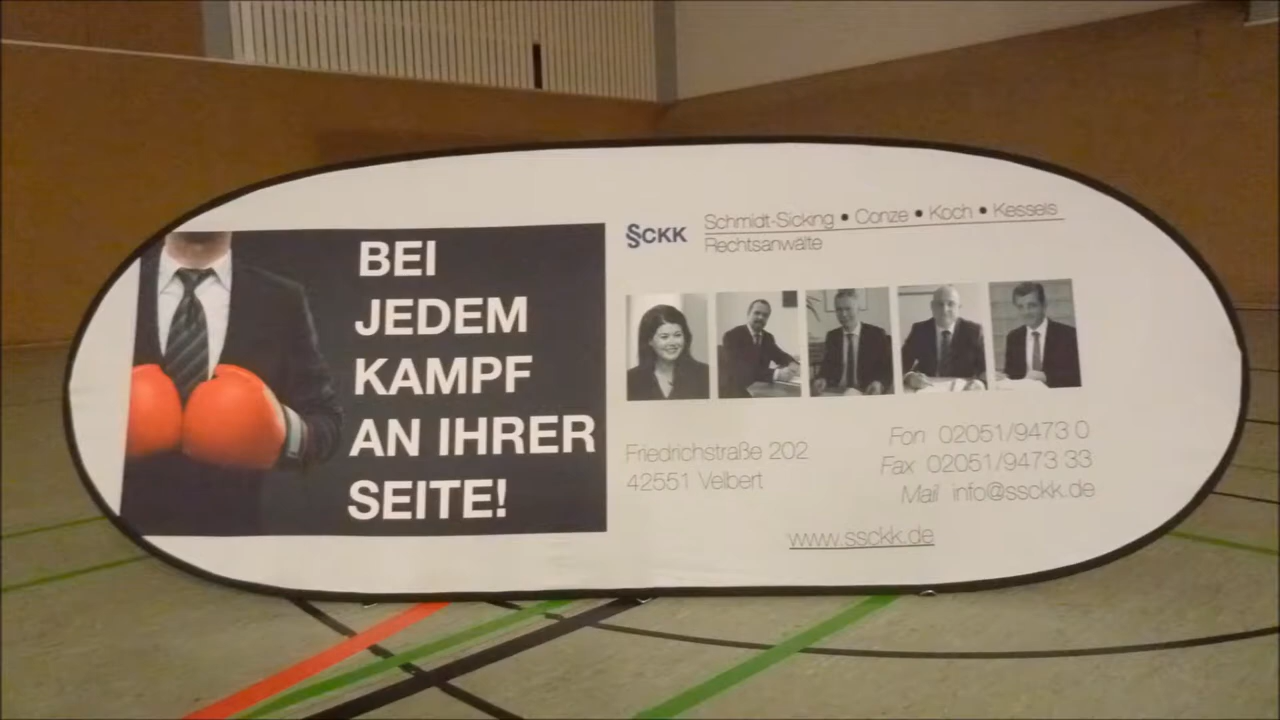 BEI
JEDEM
KAMPF
AN IHRER
SEITE!
§CKK
Schmidt-Sicking • Conze • Koch • Kessels
Rechtsanwälte
Friedrichstraße 202
42551 Velbert
Fon 02051/9473 0
Fax 02051/9473 33
Mail info@ssckk.de
www.ssckk.de